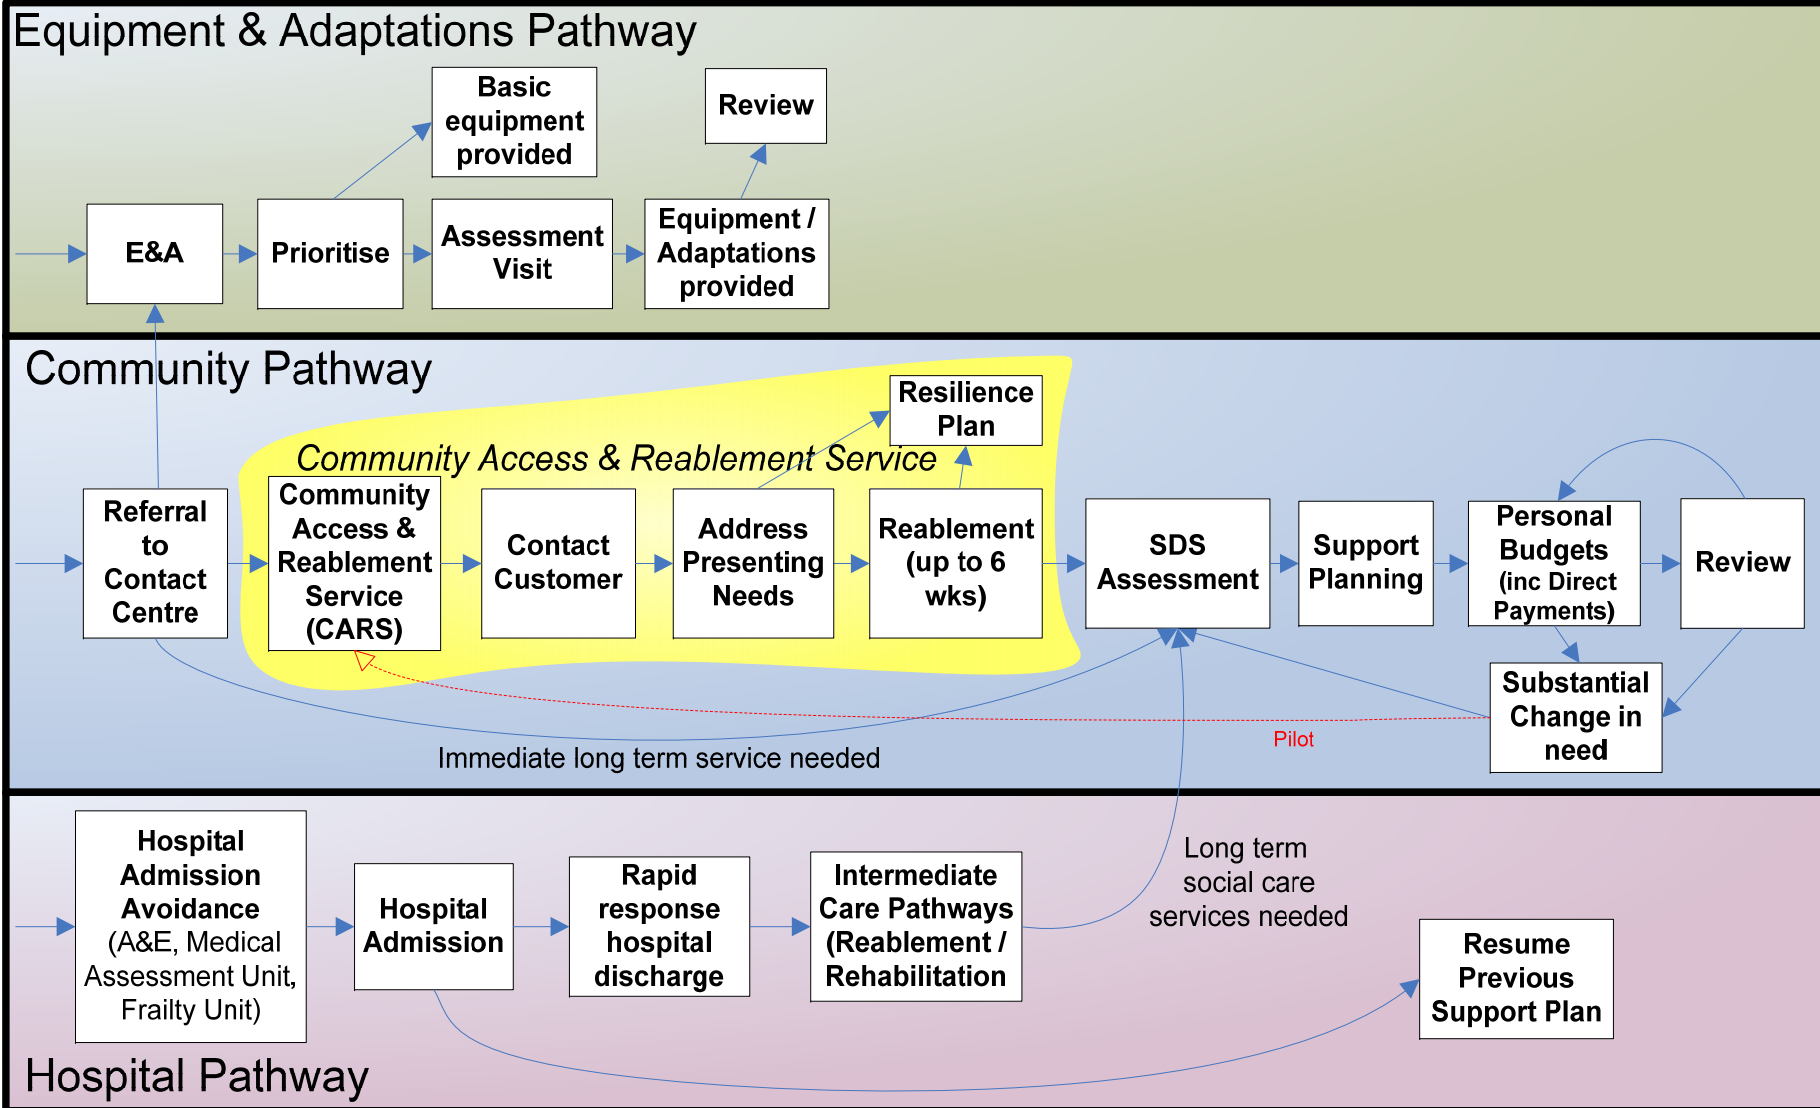 Equipment & Adaptations Pathway
Basic
equipment
provided
Review
E&A
Prioritise
Assessment
Visit
Equipment /
Adaptations
provided
Community Pathway
Resilience
Plan
Community Access & Reablement Service
Referral
to
Contact
Centre
Community
Access &
Reablement
Service
(CARS)
Contact
Customer
Address
Presenting
Needs
Reablement
(up to 6
wks)
SDS
Assessment
Support
Planning
Personal
Budgets
(inc Direct
Payments)
Review
Substantial
Change in
need
Pilot
Immediate long term service needed
Hospital
Admission
Avoidance
(A&E, Medical
Assessment Unit,
Frailty Unit)
Hospital
Admission
Rapid
response
hospital
discharge
Intermediate
Care Pathways
(Reablement /
Rehabilitation
Long term
social care
services needed
Resume
Previous
Support Plan
Hospital Pathway